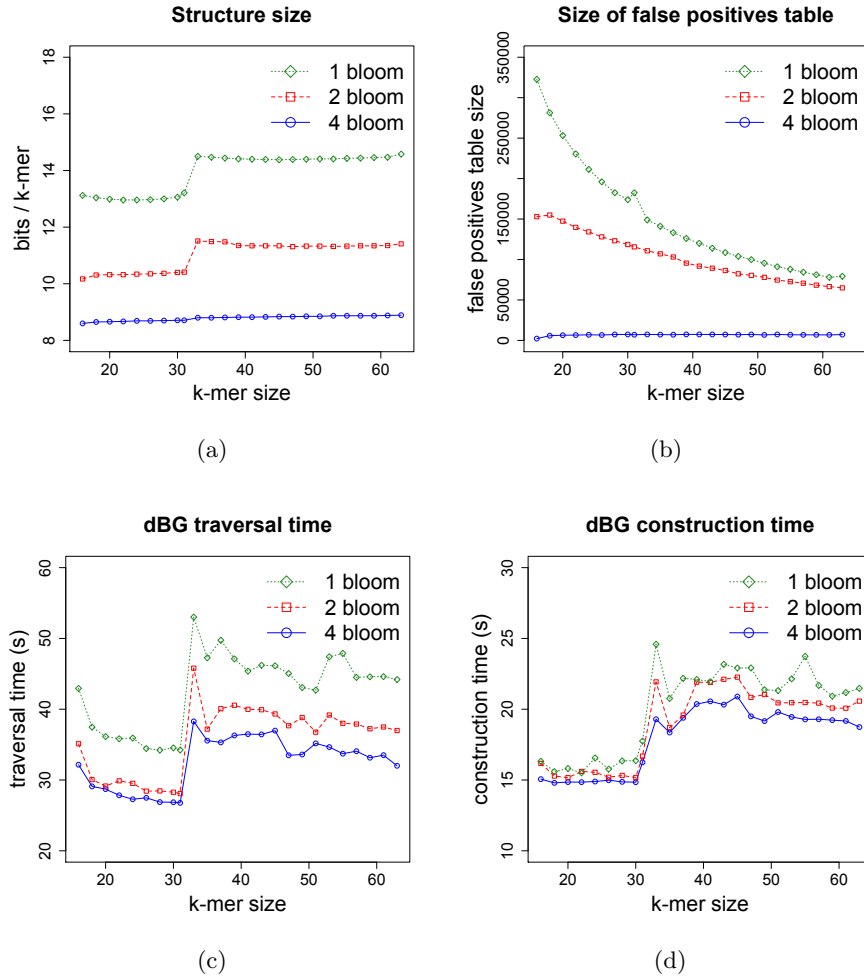 Structure size
18
16
14
12
10
8
bits / k-mer
1 bloom
2 bloom
4 bloom
20 30 40 50 60
k-mer size
(a)
Size of false positives table
350000
250000
150000
50000
0
false positives table size
1 bloom
2 bloom
4 bloom
20 30 40 50 60
k-mer size
(b)
dBG traversal time
60
50
40
30
20
traversal time (s)
1 bloom
2 bloom
4 bloom
20 30 40 50 60
k-mer size
(c)
dBG construction time
30
25
20
15
10
construction time (s)
1 bloom
2 bloom
4 bloom
20 30 40 50 60
k-mer size
(d)